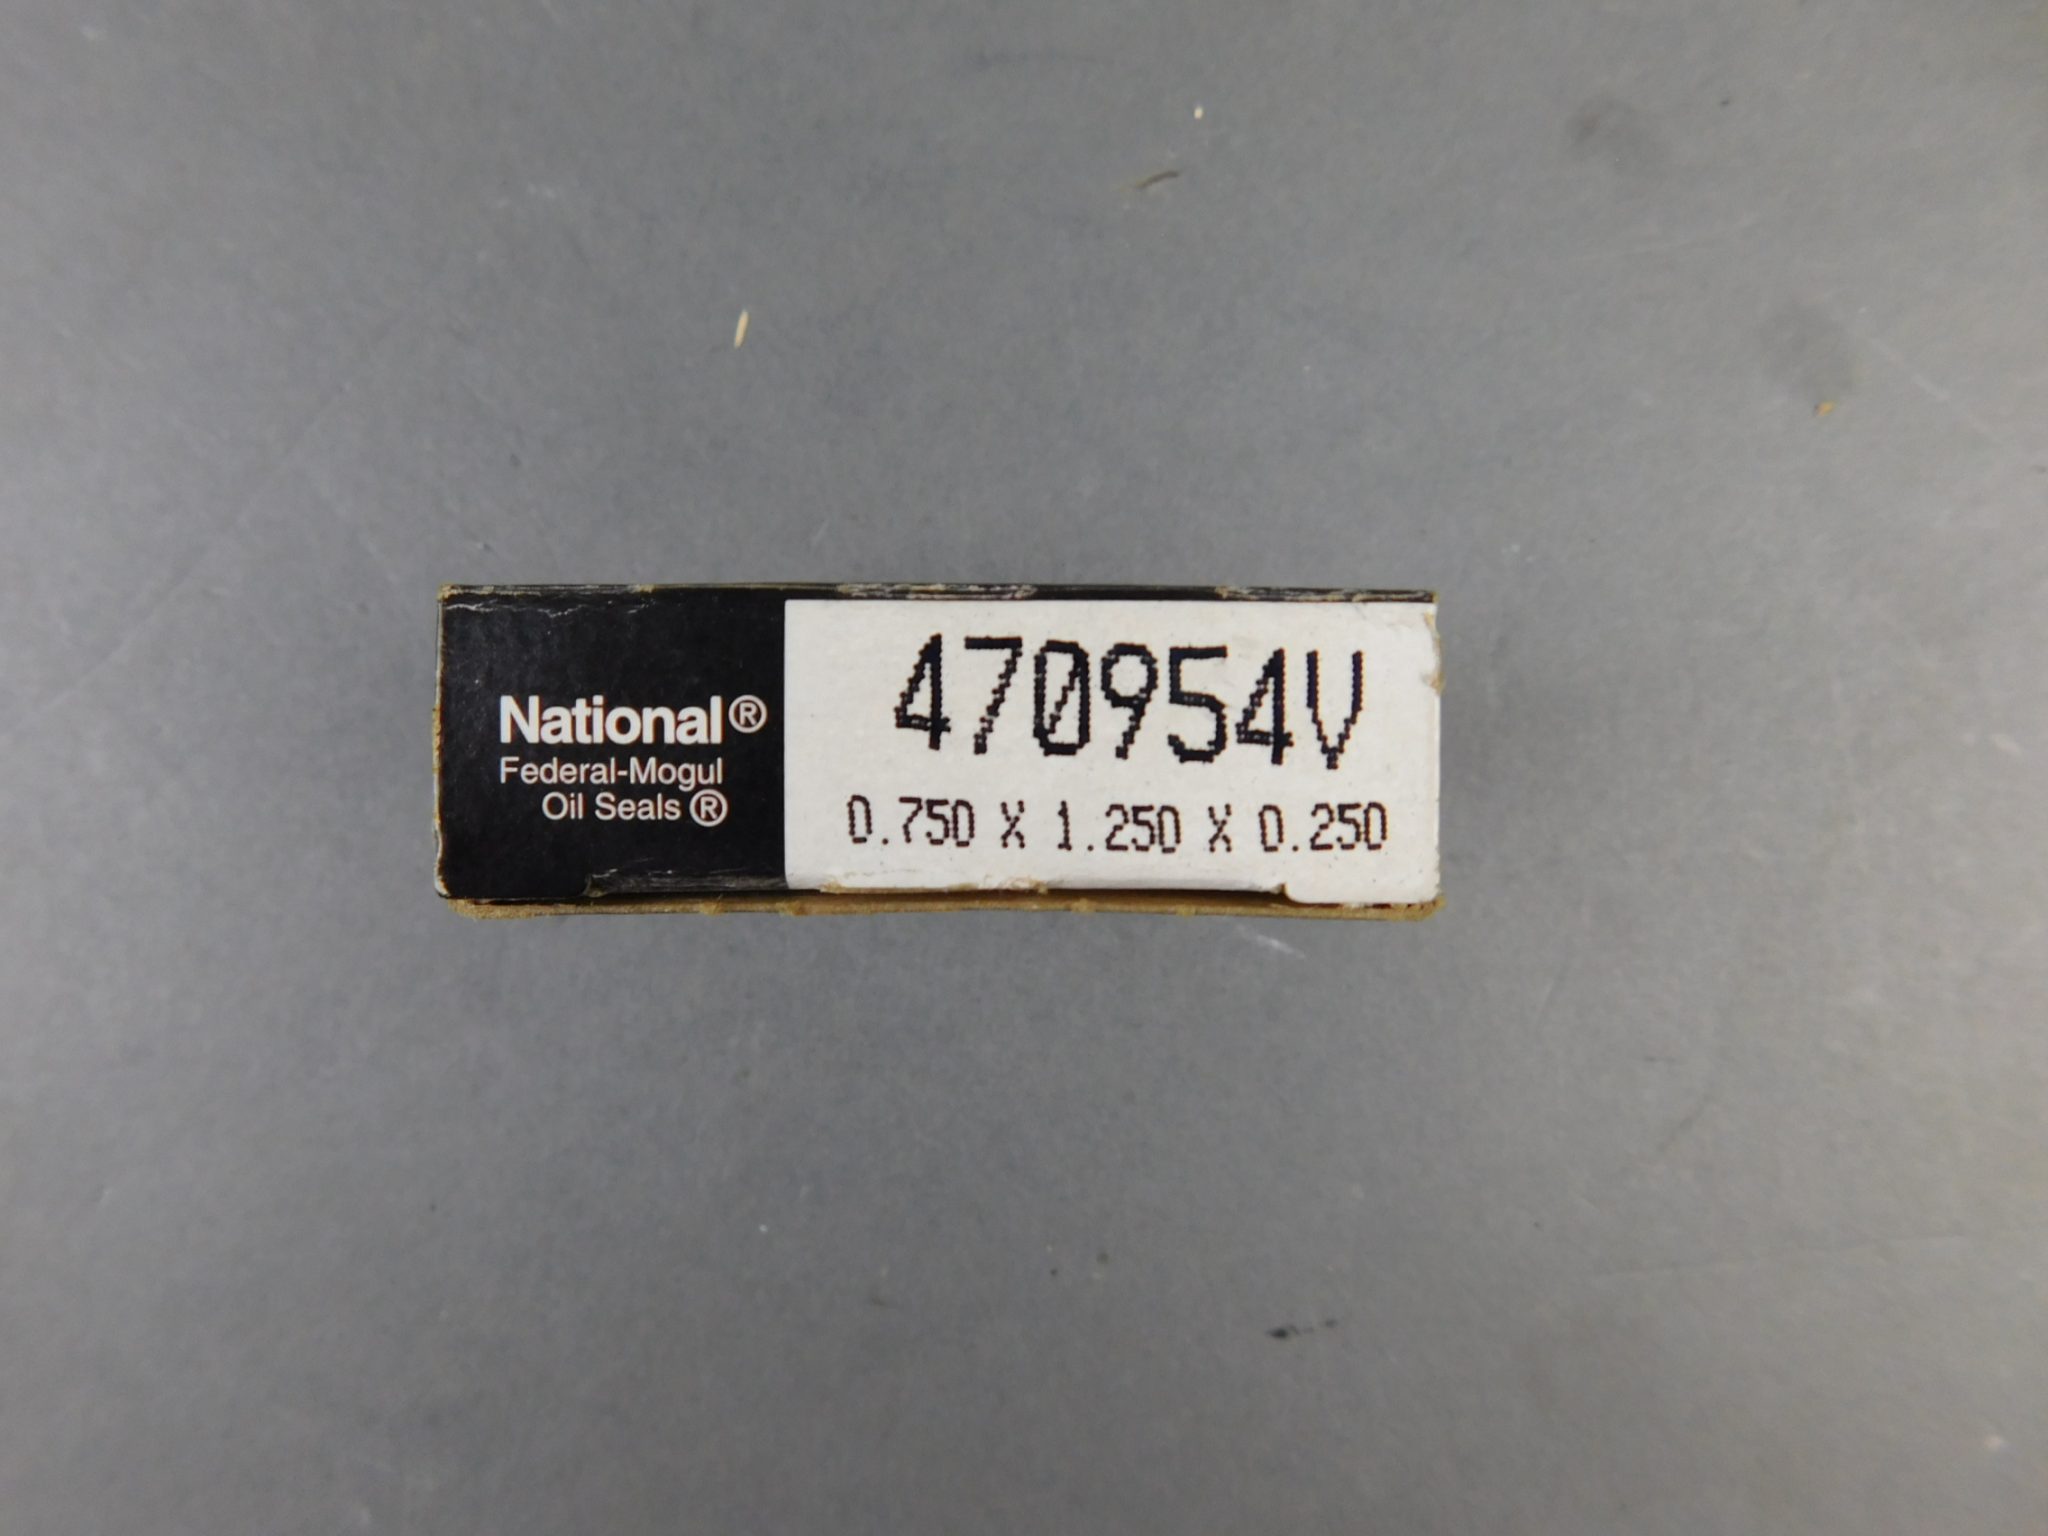 National®
Federal-Mogul
Oil Seals ®
470954V
0.750 X 1.250 X 0.250